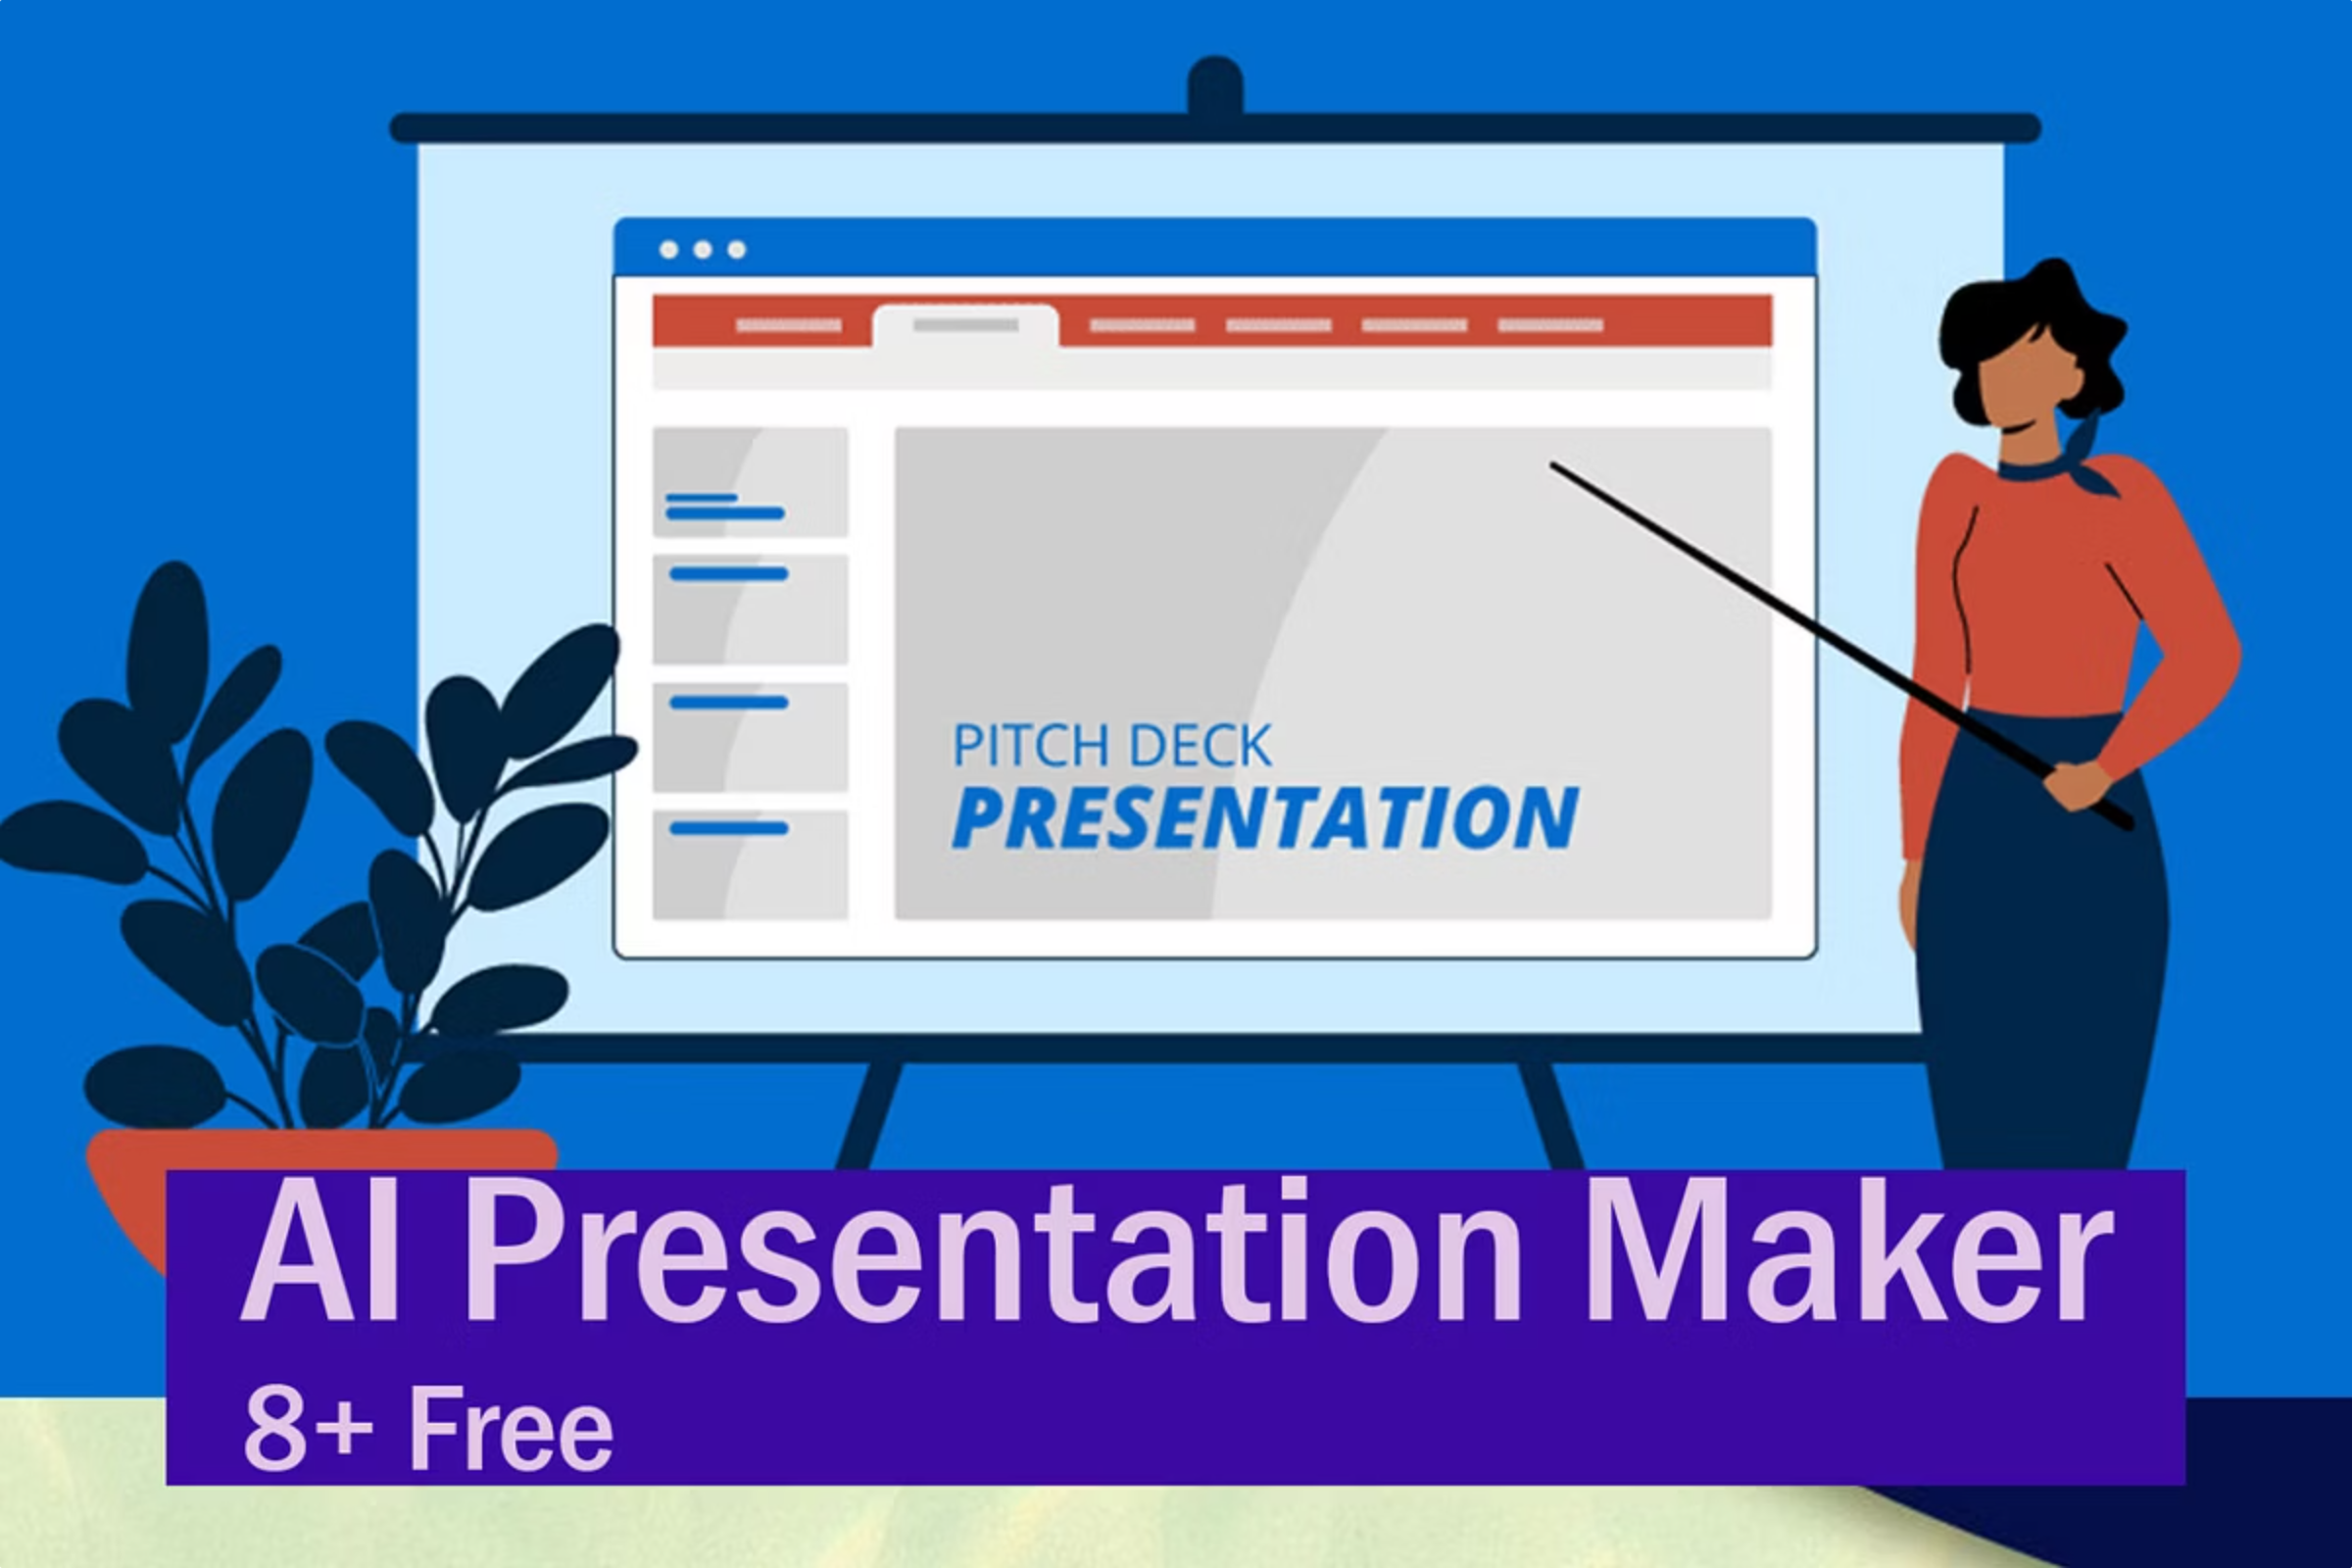 PITCH DECK
PRESENTATION
AI Presentation Maker
8+ Free